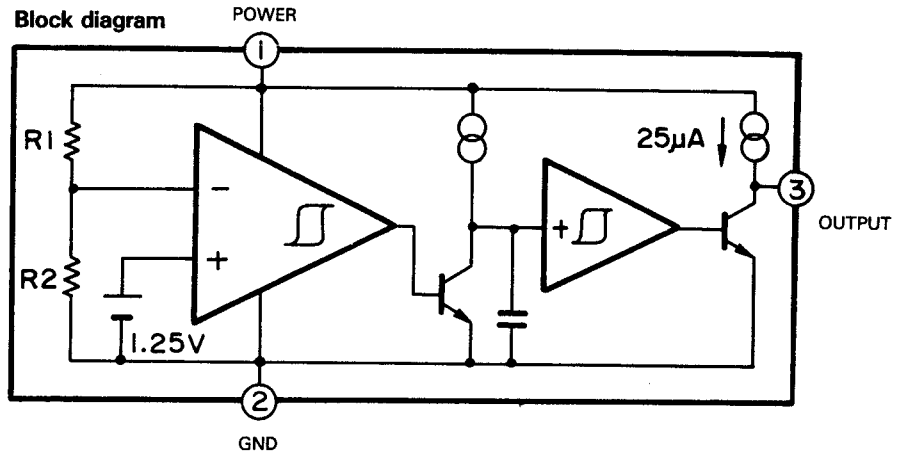 Block diagram
POWER
1
R1
25μA
−
3
OUTPUT
+
R2
+
1.25V
2
GND